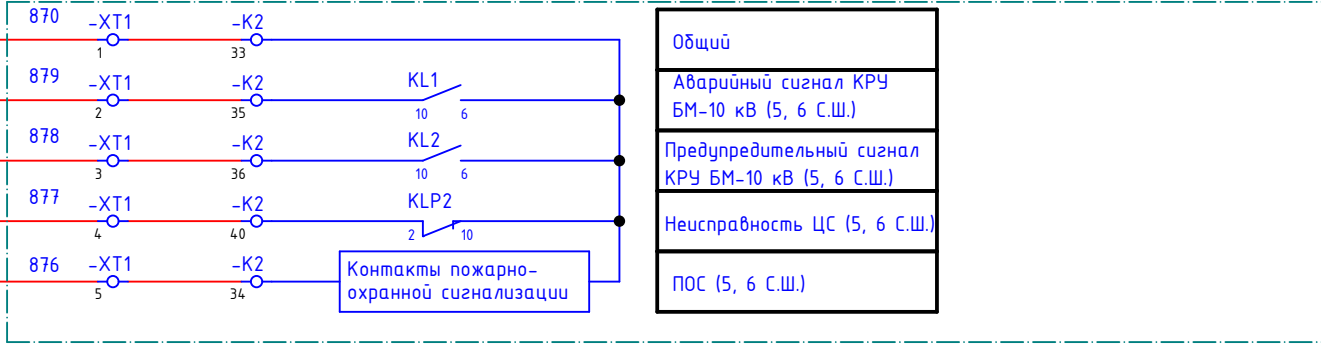 870 -XT1 -K2
1 33
Общий
879 -XT1 -K2 KL1
2 35 10 6
Аварийный сигнал КРУ
БМ-10 кВ (5, 6 С.Ш.)
878 -XT1 -K2 KL2
3 36 10 6
Предупредительный сигнал
КРУ БМ-10 кВ (5, 6 С.Ш.)
877 -XT1 -K2 KLP2
4 40 2 10
Неисправность ЦС (5, 6 С.Ш.)
876 -XT1 -K2
5 34
Контакты пожарно-
охранной сигнализации
ПОС (5, 6 С.Ш.)